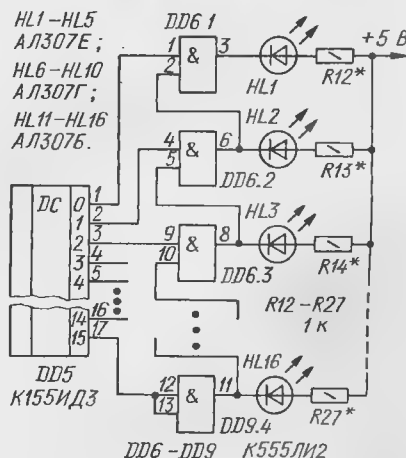 HL1-HL5
АЛ307Е;
HL6-HL10
АЛ307Г;
HL11-HL16
АЛ307Б.
DD6.1
1
2
&
3
HL1
R12*
+5 В
4
5
&
6
DD6.2
HL2
R13*
9
10
&
8
DD6.3
HL3
R14*
DC
0
1
2
3
4
14
15
1
2
3
4
5
16
17
DD5
К155ИД3
R12-R27
1 к
12
13
&
11
DD9.4
HL16
R27*
DD6-DD9
К555ЛИ2